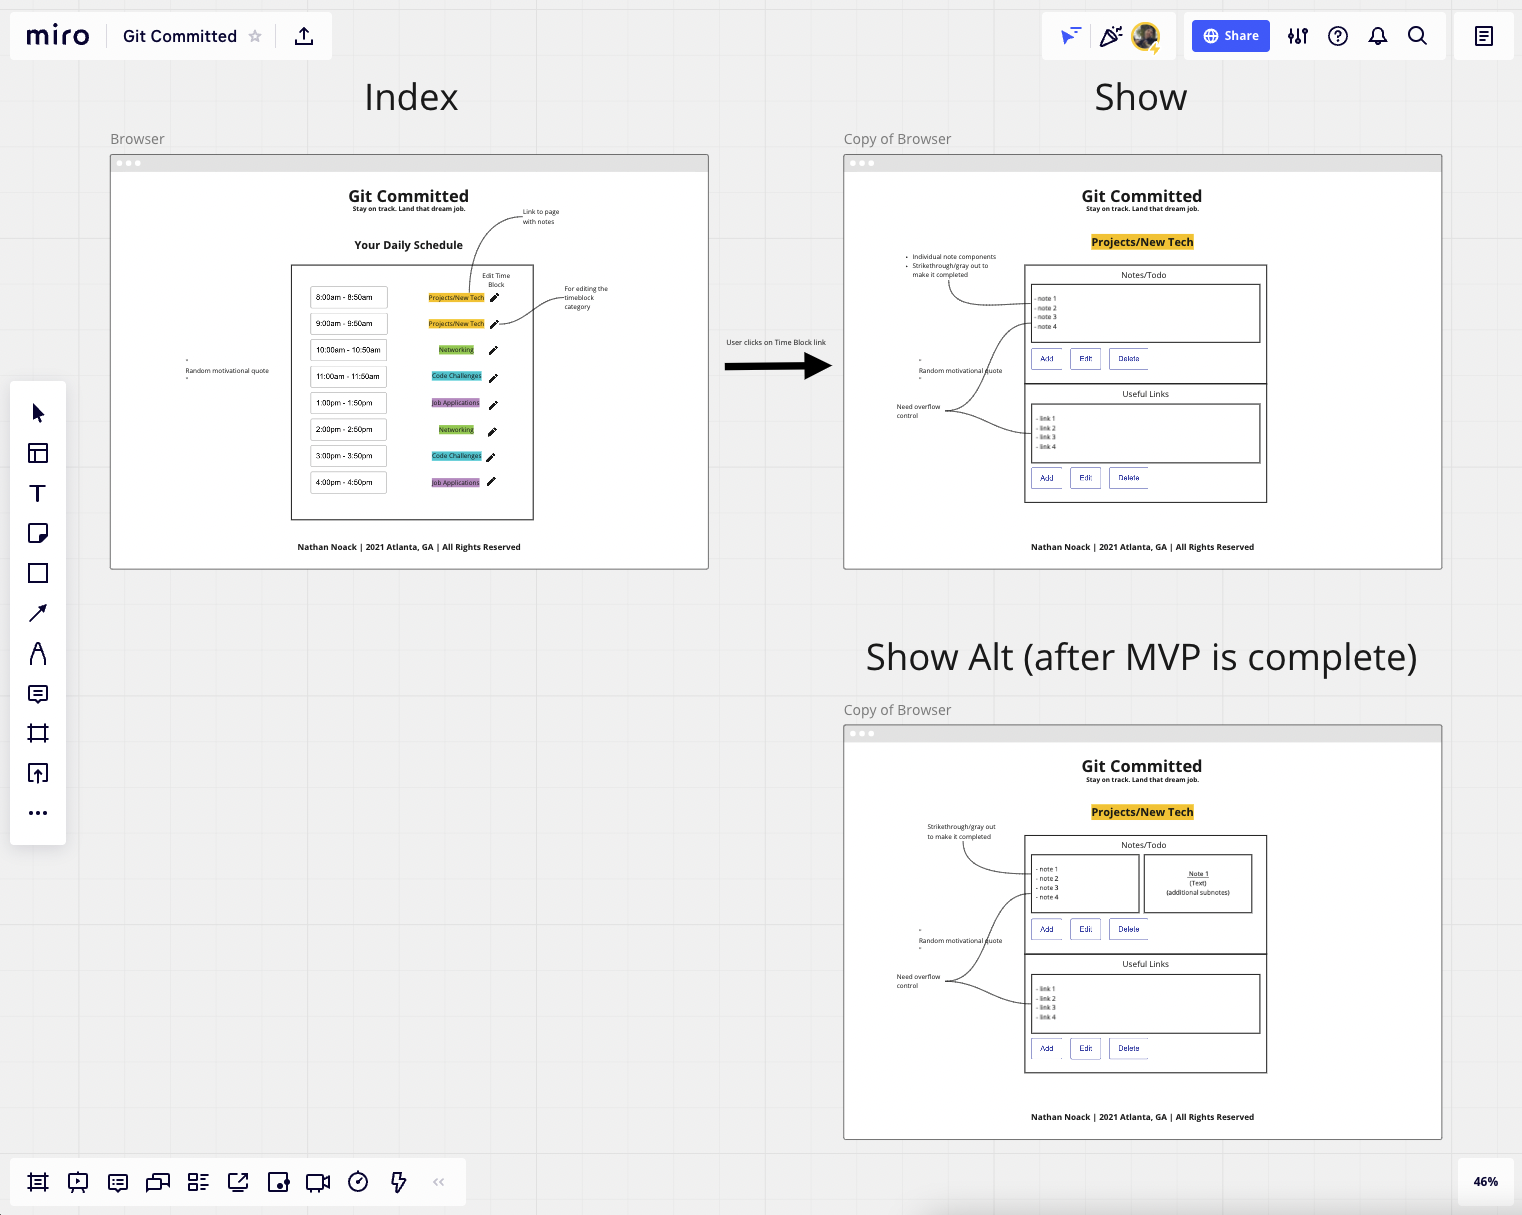 miro
Git Committed
Share
Index
Browser
Git Committed
Stay on track. Land that dream job.
Link to page
with notes
Your Daily Schedule
Edit Time
Block
For editing the
timeblock
category
8:00am - 8:50am
Projects/New Tech
9:00am - 9:50am
Projects/New Tech
10:00am - 10:50am
Networking
11:00am - 11:50am
Code Challenges
1:00pm - 1:50pm
Job Applications
2:00pm - 2:50pm
Networking
3:00pm - 3:50pm
Code Challenges
4:00pm - 4:50pm
Job Applications
"
Random motivational quote
"
Nathan Noack | 2021 Atlanta, GA | All Rights Reserved
User clicks on Time Block link
Show
Copy of Browser
Git Committed
Stay on track. Land that dream job.
Projects/New Tech
• Individual note components
• Strikethrough/gray out to
make it completed
Notes/Todo
- note 1
- note 2
- note 3
- note 4
Add
Edit
Delete
"
Random motivational quote
"
Need overflow
control
Useful Links
- link 1
- link 2
- link 3
- link 4
Add
Edit
Delete
Nathan Noack | 2021 Atlanta, GA | All Rights Reserved
Show Alt (after MVP is complete)
Copy of Browser
Git Committed
Stay on track. Land that dream job.
Projects/New Tech
Strikethrough/gray out
to make it completed
Notes/Todo
- note 1
- note 2
- note 3
- note 4
Note 1
(Text)
(additional subnotes)
Add
Edit
Delete
"
Random motivational quote
"
Need overflow
control
Useful Links
- link 1
- link 2
- link 3
- link 4
Add
Edit
Delete
Nathan Noack | 2021 Atlanta, GA | All Rights Reserved
46%